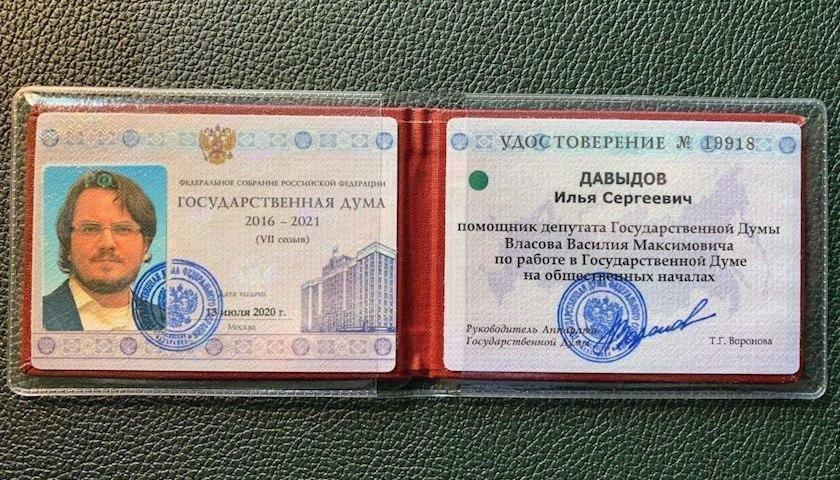 ФЕДЕРАЛЬНОЕ СОБРАНИЕ РОССИЙСКОЙ ФЕДЕРАЦИИ
ГОСУДАРСТВЕННАЯ ДУМА
2016 – 2021
(VII созыв)
Дата выдачи
13 июля 2020 г.
Москва
УДОСТОВЕРЕНИЕ № 19918
ДАВЫДОВ
Илья Сергеевич
помощник депутата Государственной Думы
Власова Василия Максимовича
по работе в Государственной Думе
на общественных началах
Руководитель Аппарата
Государственной Думы
Т.Г. Воронова